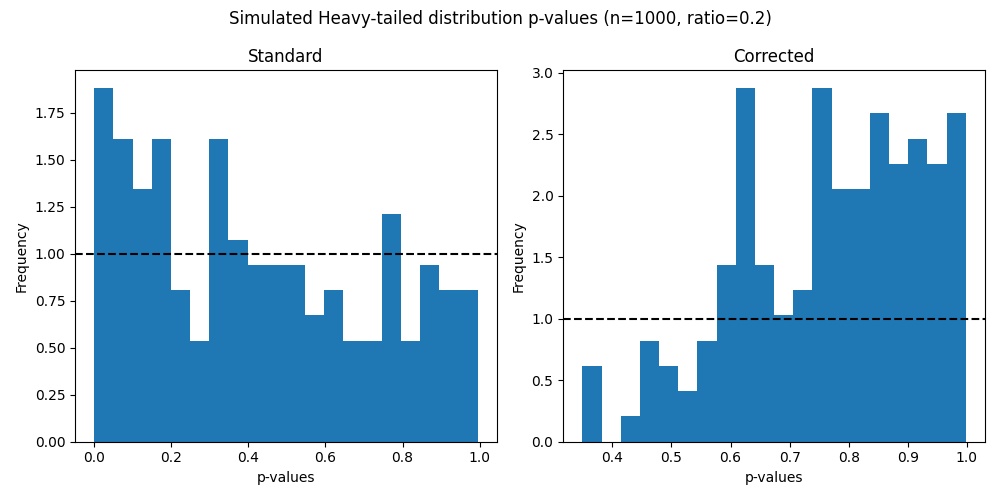 Simulated Heavy-tailed distribution p-values (n=1000, ratio=0.2)
Standard
Frequency
1.75
1.50
1.25
1.00
0.75
0.50
0.25
0.00
0.0 0.2 0.4 0.6 0.8 1.0
p-values
Corrected
Frequency
3.0
2.5
2.0
1.5
1.0
0.5
0.0
0.4 0.5 0.6 0.7 0.8 0.9 1.0
p-values